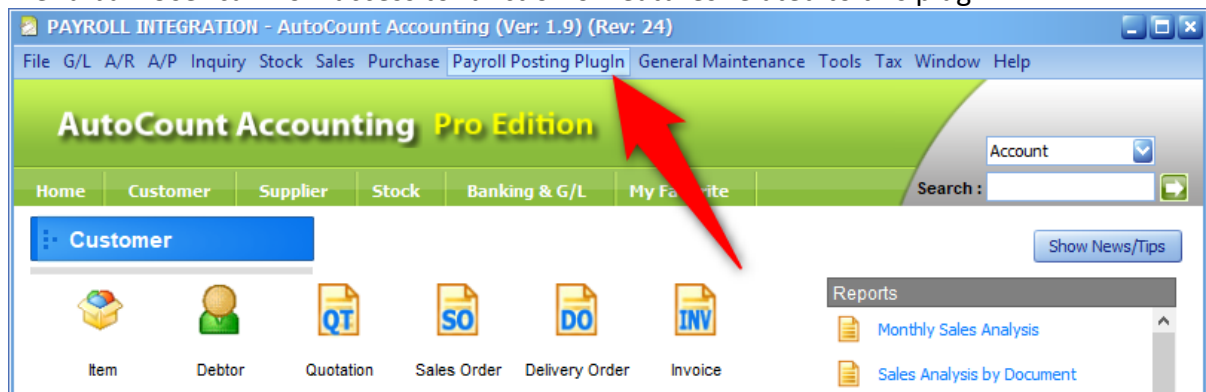 PAYROLL INTEGRATION - AutoCount Accounting (Ver: 1.9) (Rev: 24)
File G/L A/R A/P Inquiry Stock Sales Purchase Payroll Posting PlugIn General Maintenance Tools Tax Window Help
AutoCount Accounting Pro Edition
Account
Home Customer Supplier Stock Banking & G/L My Favorite Search :
Customer
Show News/Tips
Reports
QT SO DO INV
Monthly Sales Analysis
Item Debtor Quotation Sales Order Delivery Order Invoice
Sales Analysis by Document